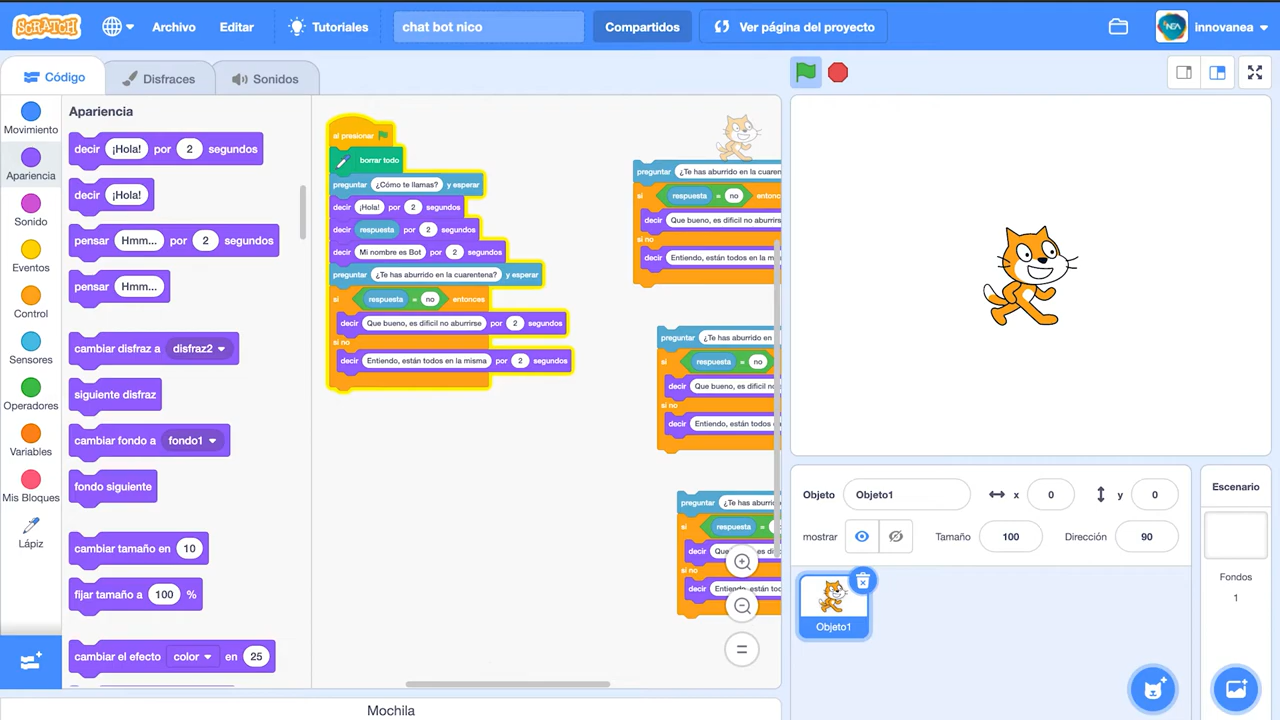 SCRATCH
Archivo
Editar
Tutoriales
chat bot nico
Compartidos
Ver página del proyecto
innovanea
Código
Disfraces
Sonidos
Movimiento
Apariencia
Sonido
Eventos
Control
Sensores
Operadores
Variables
Mis Bloques
Lápiz
Apariencia
decir ¡Hola! por 2 segundos
decir ¡Hola!
pensar Hmm... por 2 segundos
pensar Hmm...
cambiar disfraz a disfraz2
siguiente disfraz
cambiar fondo a fondo1
fondo siguiente
cambiar tamaño en 10
fijar tamaño a 100 %
cambiar el efecto color en 25
al presionar
borrar todo
preguntar ¿Cómo te llamas? y esperar
decir ¡Hola! por 2 segundos
decir respuesta por 2 segundos
decir Mi nombre es Bot por 2 segundos
preguntar ¿Te has aburrido en la cuarentena? y esperar
si respuesta = no entonces
decir Que bueno, es dificil no aburrirse por 2 segundos
si no
decir Entiendo, están todos en la misma por 2 segundos
preguntar ¿Te has aburrido en la cuaren
si respuesta = no entonc
decir Que bueno, es dificil no aburrirs
si no
decir Entiendo, están todos en la m
preguntar ¿Te has aburrido en
si respuesta = no
decir Que bueno, es dificil no
si no
decir Entiendo, están todos
preguntar ¿Te has aburri
si respuesta =
decir
si no
decir
Mochila
Objeto Objeto1
x 0
y 0
mostrar
Tamaño 100
Dirección 90
Objeto1
Escenario
Fondos
1